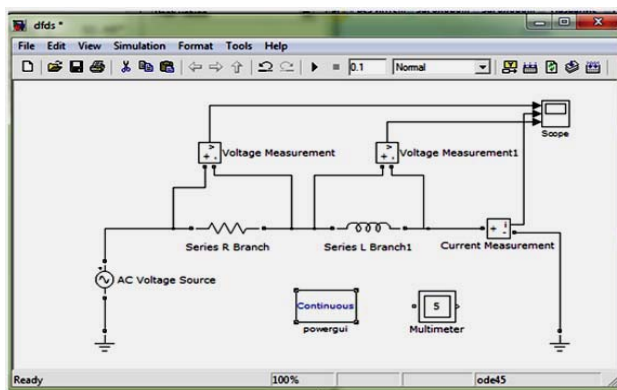 dfds *
File Edit View Simulation Format Tools Help
0.1 Normal
Scope
Voltage Measurement Voltage Measurement1
Series R Branch Series L Branch1 Current Measurement
AC Voltage Source
Continuous
powergui
5
Multimeter
Ready 100% ode45